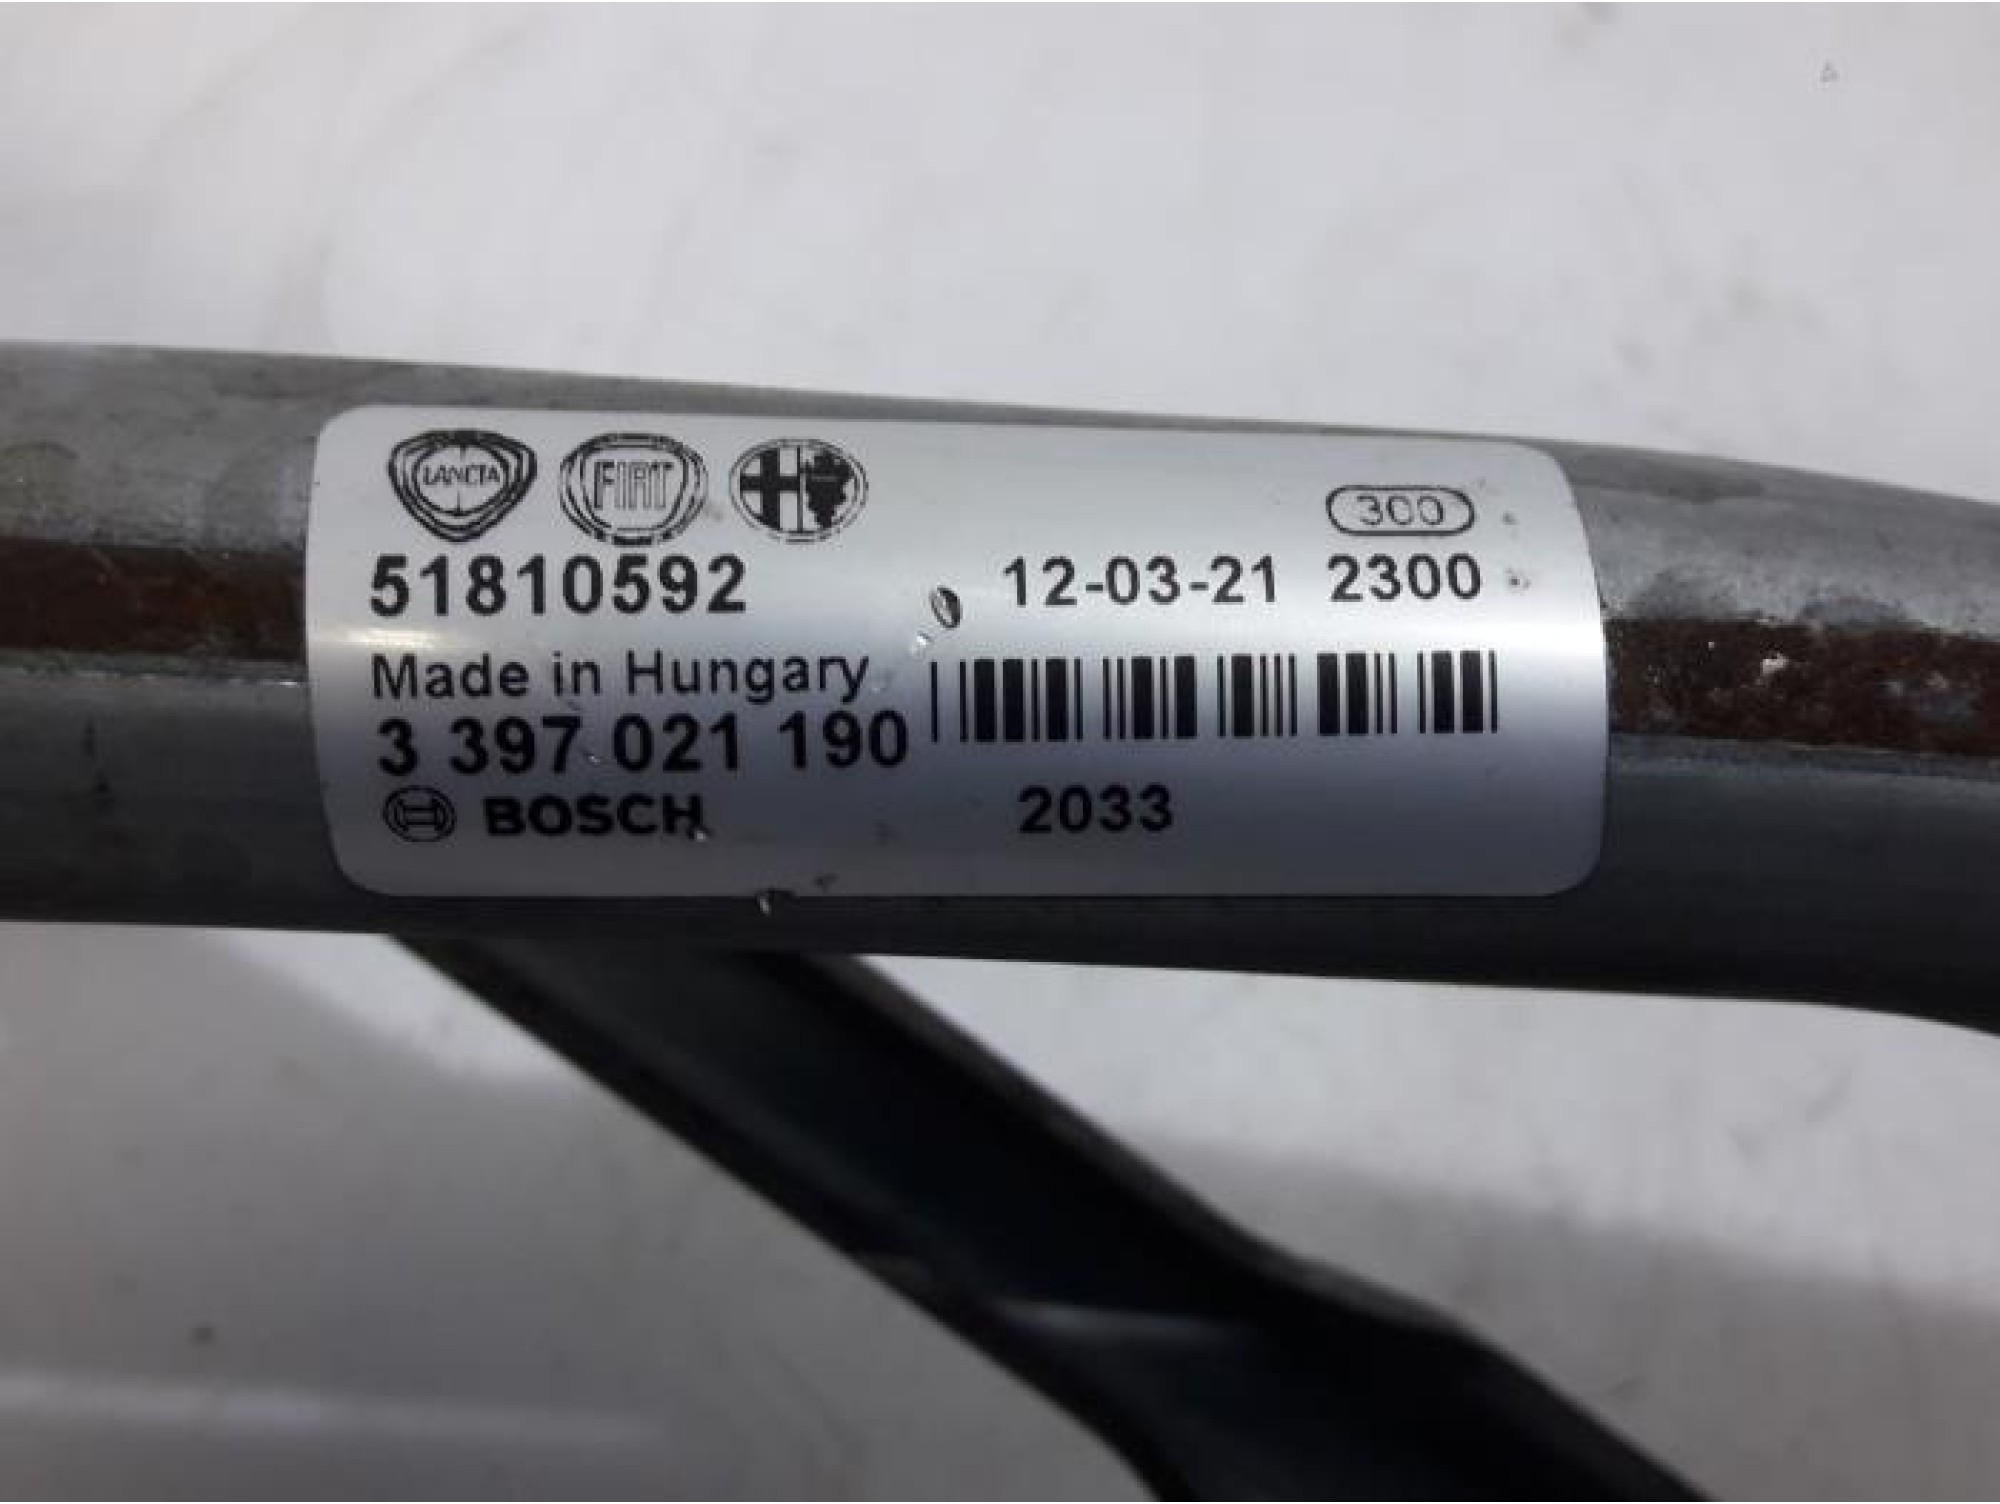 LANCIA FIAT
300
51810592 12-03-21 2300
Made in Hungary
3 397 021 190
BOSCH 2033